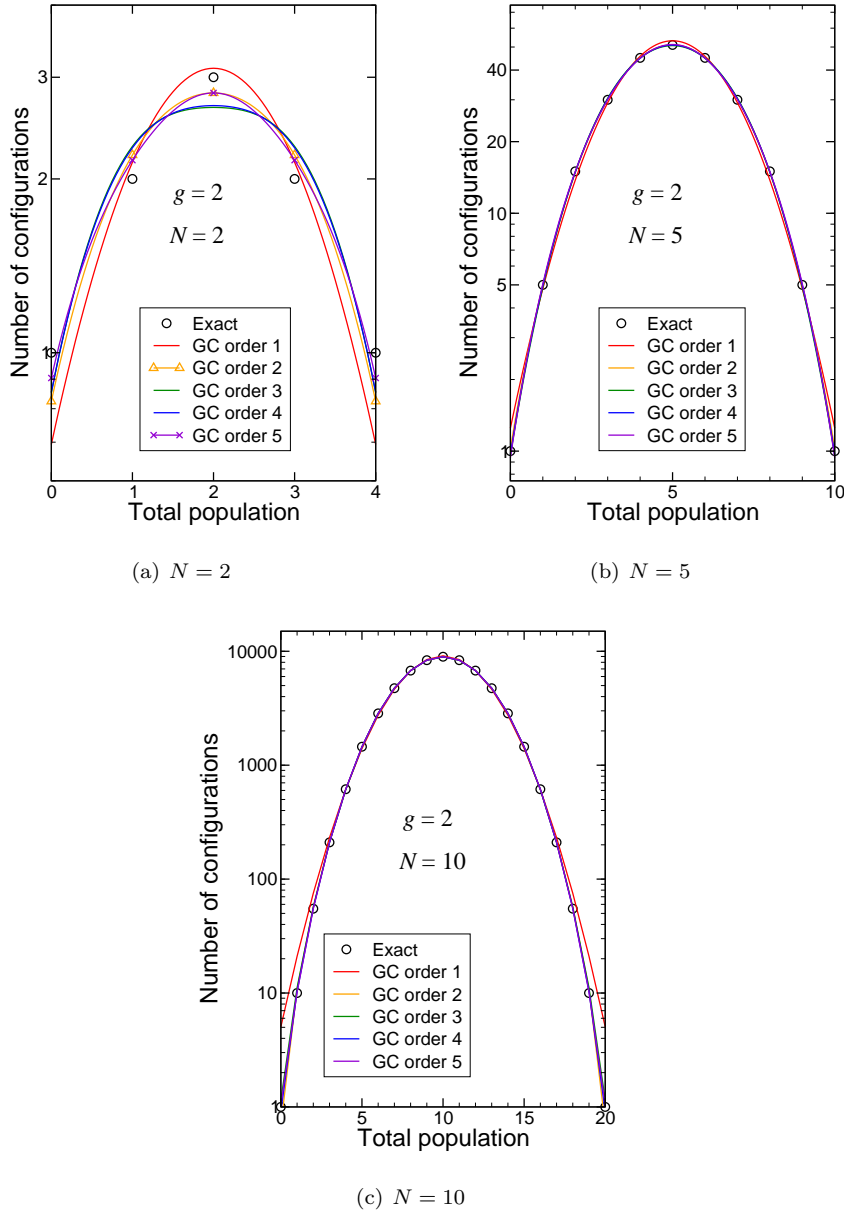 Number of configurations
3
2
1
g = 2
N = 2
Exact
GC order 1
GC order 2
GC order 3
GC order 4
GC order 5
0 1 2 3 4
Total population
(a) N = 2
Number of configurations
40
20
10
5
1
g = 2
N = 5
Exact
GC order 1
GC order 2
GC order 3
GC order 4
GC order 5
0 5 10
Total population
(b) N = 5
Number of configurations
10000
1000
100
10
1
g = 2
N = 10
Exact
GC order 1
GC order 2
GC order 3
GC order 4
GC order 5
0 5 10 15 20
Total population
(c) N = 10